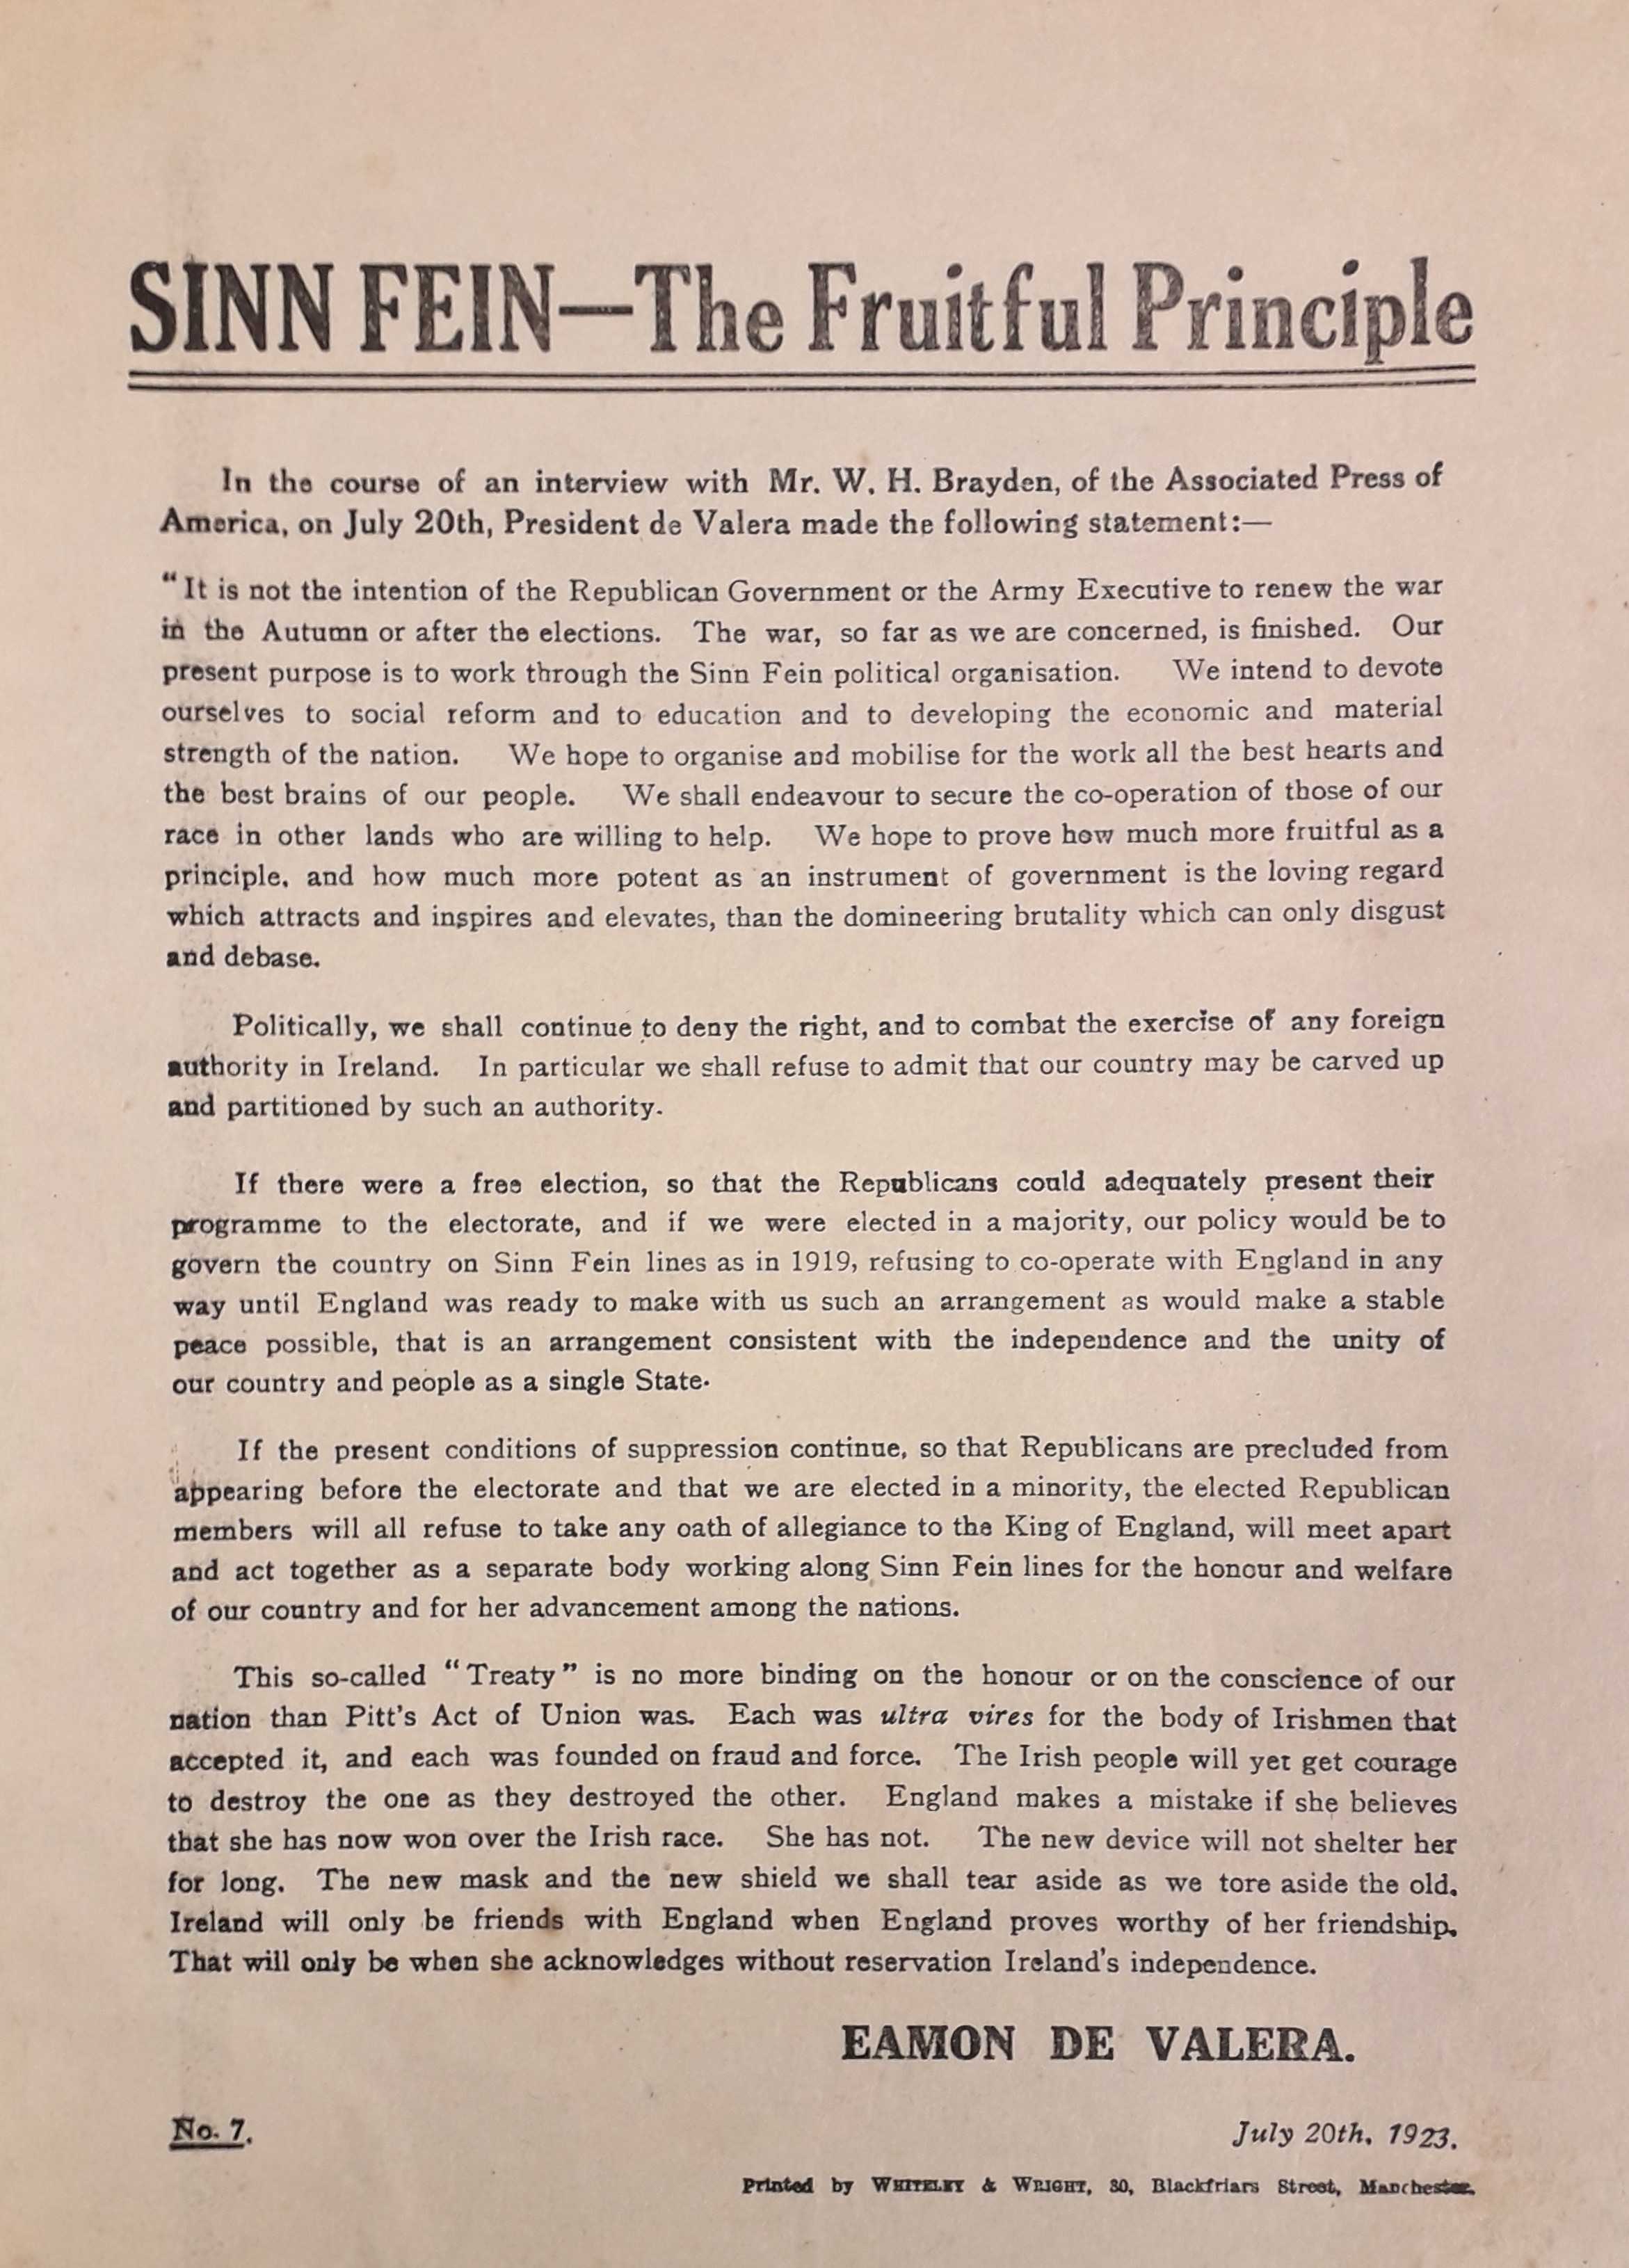 SINN FEIN—The Fruitful Principle
In the course of an interview with Mr. W. H. Brayden, of the Associated Press of
America, on July 20th, President de Valera made the following statement:—
“It is not the intention of the Republican Government or the Army Executive to renew the war
in the Autumn or after the elections. The war, so far as we are concerned, is finished. Our
present purpose is to work through the Sinn Fein political organisation. We intend to devote
ourselves to social reform and to education and to developing the economic and material
strength of the nation. We hope to organise and mobilise for the work all the best hearts and
the best brains of our people. We shall endeavour to secure the co-operation of those of our
race in other lands who are willing to help. We hope to prove how much more fruitful as a
principle, and how much more potent as an instrument of government is the loving regard
which attracts and inspires and elevates, than the domineering brutality which can only disgust
and debase.
Politically, we shall continue to deny the right, and to combat the exercise of any foreign
authority in Ireland. In particular we shall refuse to admit that our country may be carved up
and partitioned by such an authority.
If there were a free election, so that the Republicans could adequately present their
programme to the electorate, and if we were elected in a majority, our policy would be to
govern the country on Sinn Fein lines as in 1919, refusing to co-operate with England in any
way until England was ready to make with us such an arrangement as would make a stable
peace possible, that is an arrangement consistent with the independence and the unity of
our country and people as a single State.
If the present conditions of suppression continue, so that Republicans are precluded from
appearing before the electorate and that we are elected in a minority, the elected Republican
members will all refuse to take any oath of allegiance to the King of England, will meet apart
and act together as a separate body working along Sinn Fein lines for the honour and welfare
of our country and for her advancement among the nations.
This so-called “Treaty” is no more binding on the honour or on the conscience of our
nation than Pitt's Act of Union was. Each was ultra vires for the body of Irishmen that
accepted it, and each was founded on fraud and force. The Irish people will yet get courage
to destroy the one as they destroyed the other. England makes a mistake if she believes
that she has now won over the Irish race. She has not. The new device will not shelter her
for long. The new mask and the new shield we shall tear aside as we tore aside the old.
Ireland will only be friends with England when England proves worthy of her friendship.
That will only be when she acknowledges without reservation Ireland's independence.
EAMON DE VALERA.
No. 7.
July 20th, 1923.
Printed by WHITELEY & WRIGHT, 30, Blackfriars Street, Manchester.